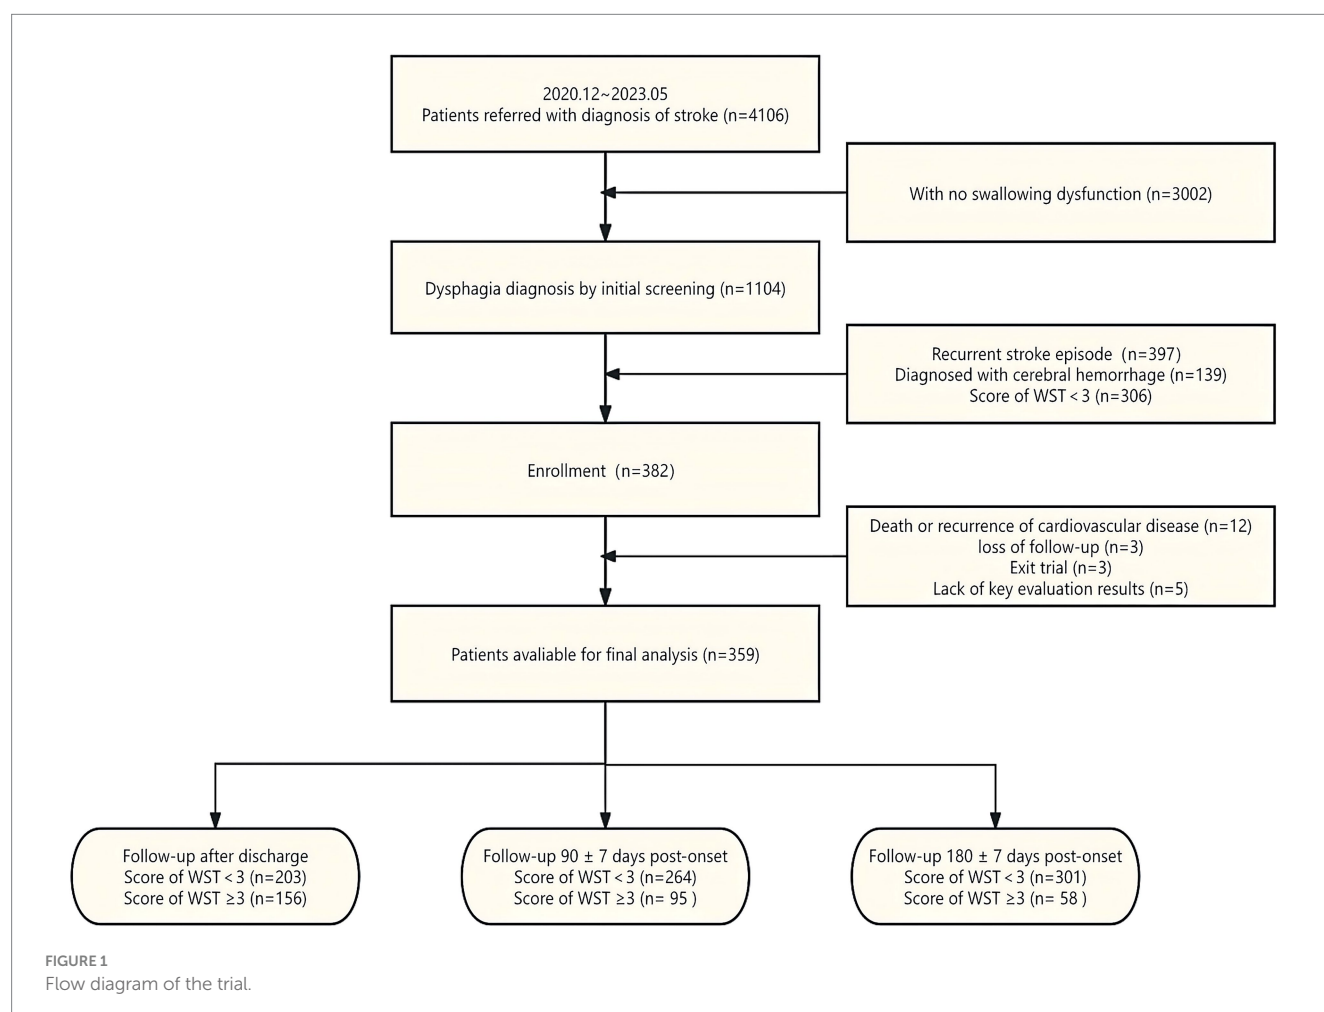 2020.12~2023.05
Patients referred with diagnosis of stroke (n=4106)
With no swallowing dysfunction (n=3002)
Dysphagia diagnosis by initial screening (n=1104)
Recurrent stroke episode (n=397)
Diagnosed with cerebral hemorrhage (n=139)
Score of WST < 3 (n=306)
Enrollment (n=382)
Death or recurrence of cardiovascular disease (n=12)
loss of follow-up (n=3)
Exit trial (n=3)
Lack of key evaluation results (n=5)
Patients avaliable for final analysis (n=359)
Follow-up after discharge
Score of WST < 3 (n=203)
Score of WST ≥3 (n=156)
Follow-up 90 ± 7 days post-onset
Score of WST < 3 (n=264)
Score of WST ≥3 (n= 95 )
Follow-up 180 ± 7 days post-onset
Score of WST < 3 (n=301)
Score of WST ≥3 (n= 58 )
FIGURE 1
Flow diagram of the trial.